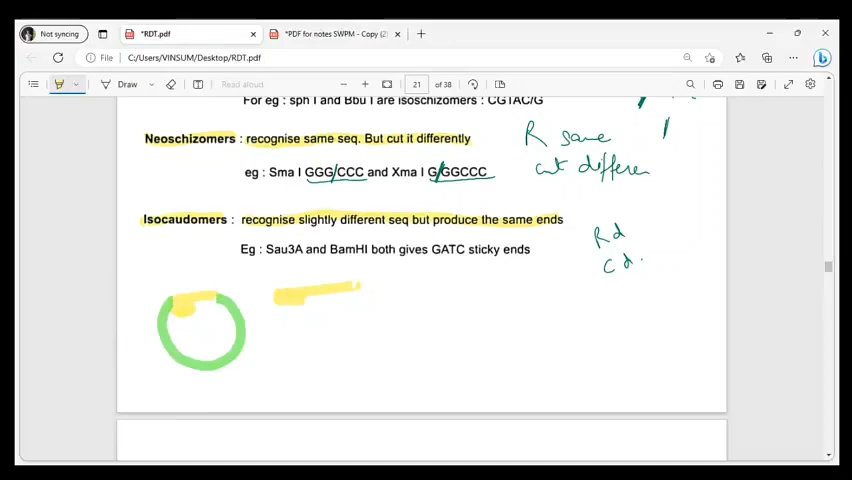 Not syncing
*RDT.pdf
*PDF for notes SWPM - Copy (2)
File C:/Users/VINSUM/Desktop/RDT.pdf
Draw Read aloud 21 of 38
For eg : sph I and Bbu I are isoschizomers : CGTAC/G
Neoschizomers : recognise same seq. But cut it differently
R same
cut differen
eg : Sma I GGG/CCC and Xma I G/GGCCC
Isocaudomers : recognise slightly different seq but produce the same ends
R d
C d.
Eg : Sau3A and BamHI both gives GATC sticky ends